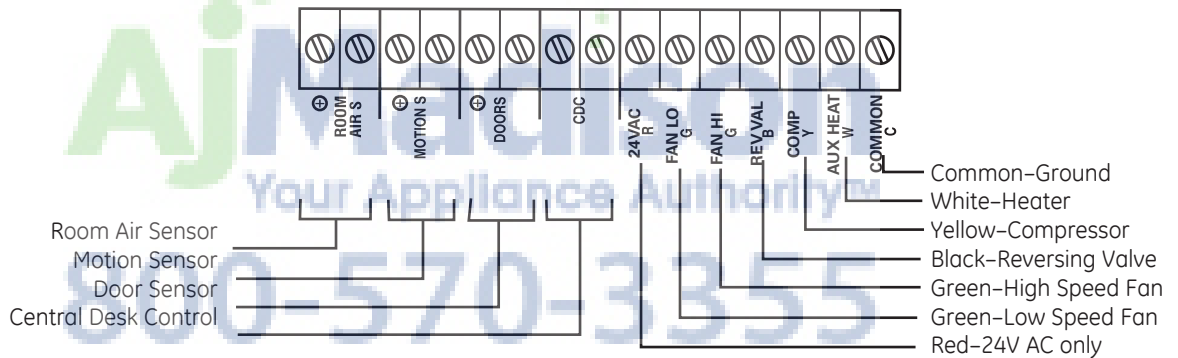 AjMadison
Your Appliance Authority™
800-570-3355
⊕ ROOM
AIR S
⊕ MOTION S
⊕ DOORS
CDC
24VAC
R
FAN LO
G
FAN HI
G
REV VAL
B
COMP
Y
AUX HEAT
W
COMMON
C
Room Air Sensor
Motion Sensor
Door Sensor
Central Desk Control
Common–Ground
White–Heater
Yellow–Compressor
Black–Reversing Valve
Green–High Speed Fan
Green–Low Speed Fan
Red–24V AC only